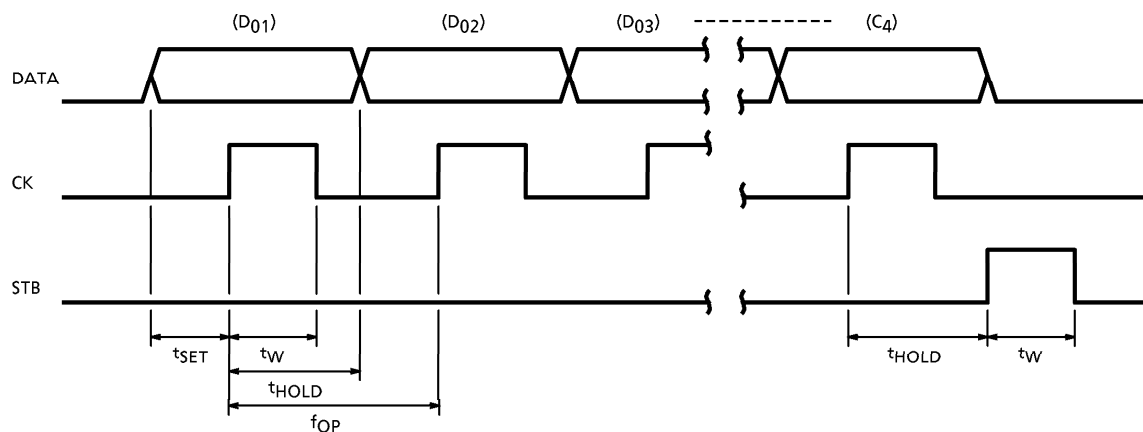 (D01) (D02) (D03) (C4)
DATA
CK
STB
tSET tW tHOLD tW
tHOLD
fOP